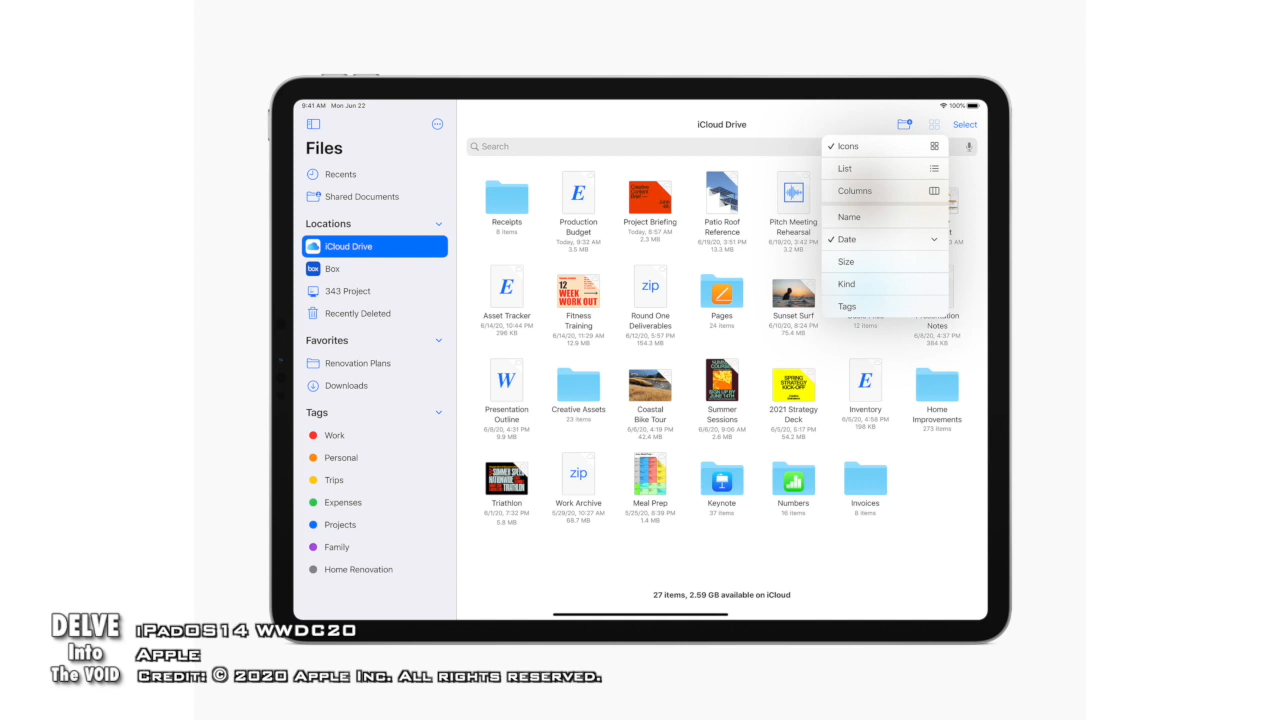 9:41 AM Mon Jun 22
100%
Files
Recents
Shared Documents
Locations
iCloud Drive
box
Box
343 Project
Recently Deleted
Favorites
Renovation Plans
Downloads
Tags
Work
Personal
Trips
Expenses
Projects
Family
Home Renovation
iCloud Drive
Select
Search
Icons
List
Columns
Name
Date
Size
Kind
Tags
Receipts
8 items
E
Production
Budget
Today, 9:32 AM
3.5 MB
Project Briefing
Today, 8:57 AM
2.3 MB
Patio Roof
Reference
6/19/20, 3:51 PM
13.3 MB
Pitch Meeting
Rehearsal
6/19/20, 3:42 PM
3.2 MB
E
Asset Tracker
6/14/20, 10:44 PM
296 KB
12
WEEK
WORK OUT
Fitness
Training
6/14/20, 11:29 AM
12.9 MB
zip
Round One
Deliverables
6/12/20, 5:57 PM
154.3 MB
Pages
24 items
Sunset Surf
6/10/20, 8:24 PM
75.4 MB
12 items
Presentation
Notes
6/8/20, 4:37 PM
384 KB
W
Presentation
Outline
6/8/20, 4:31 PM
9.9 MB
Creative Assets
23 items
Coastal
Bike Tour
6/6/20, 4:19 PM
42.4 MB
Summer
Sessions
6/6/20, 9:06 AM
2.6 MB
SPRING
STRATEGY
KICK-OFF
2021 Strategy
Deck
6/5/20, 5:17 PM
54.2 MB
E
Inventory
6/5/20, 4:58 PM
198 KB
Home
Improvements
273 items
Triathlon
6/1/20, 7:32 PM
5.8 MB
zip
Work Archive
5/29/20, 10:27 AM
68.7 MB
Meal Prep
5/25/20, 8:39 PM
1.4 MB
Keynote
37 items
Numbers
16 items
Invoices
8 items
27 items, 2.59 GB available on iCloud
DELVE
Into
The VOID
iPadOS14 WWDC20
Apple
Credit: © 2020 Apple Inc. All rights reserved.